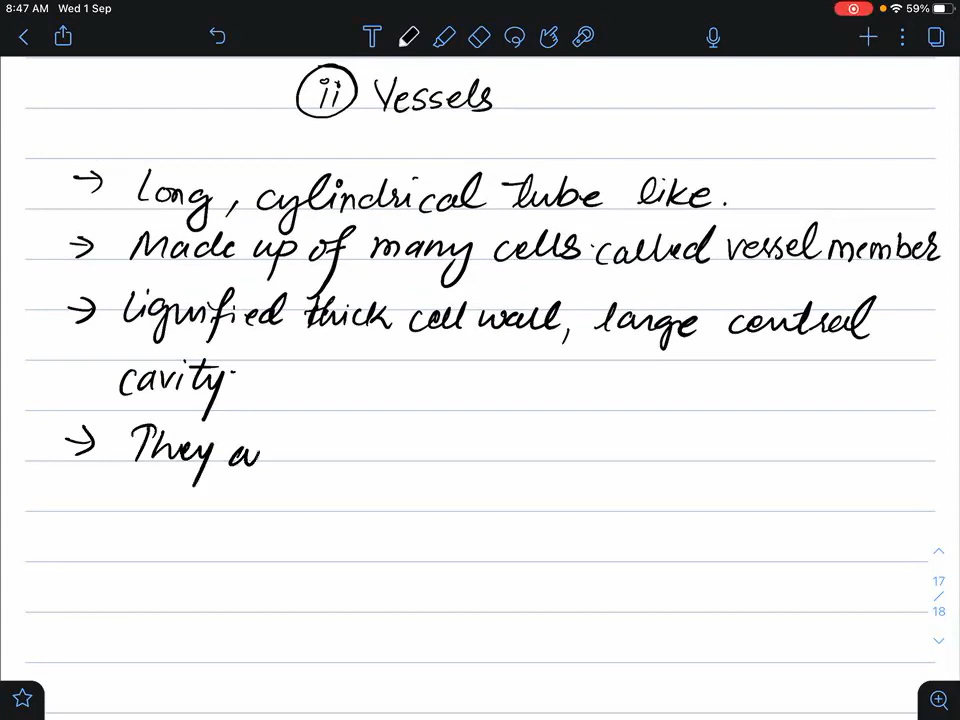 8:47 AM Wed 1 Sep
59%
T
ii Vessels
→ Long, cylindrical tube like.
→ Made up of many cells called vessel member
→ Lignified thick cell wall, large central
cavity.
→ They a
17
/
18